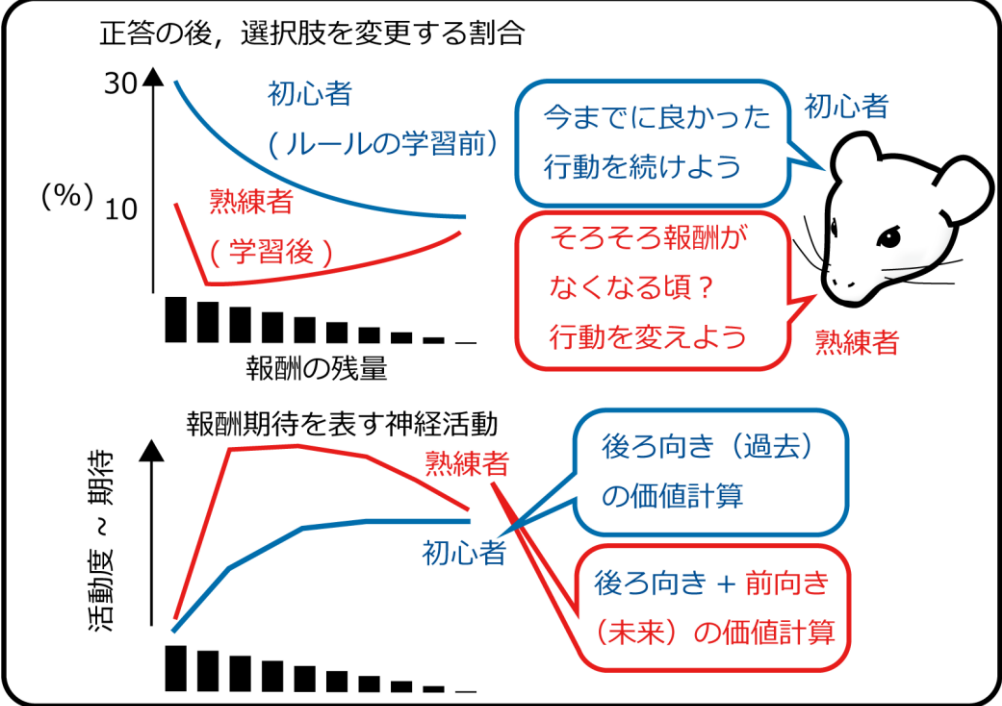 正答の後，選択肢を変更する割合
30
(%)
10
初心者
( ルールの学習前）
熟練者
( 学習後 )
報酬の残量
今までに良かった
行動を続けよう
初心者
そろそろ報酬が
なくなる頃？
行動を変えよう
熟練者
報酬期待を表す神経活動
活動度 ~ 期待
熟練者
初心者
後ろ向き（過去）
の価値計算
後ろ向き + 前向き
（未来）の価値計算